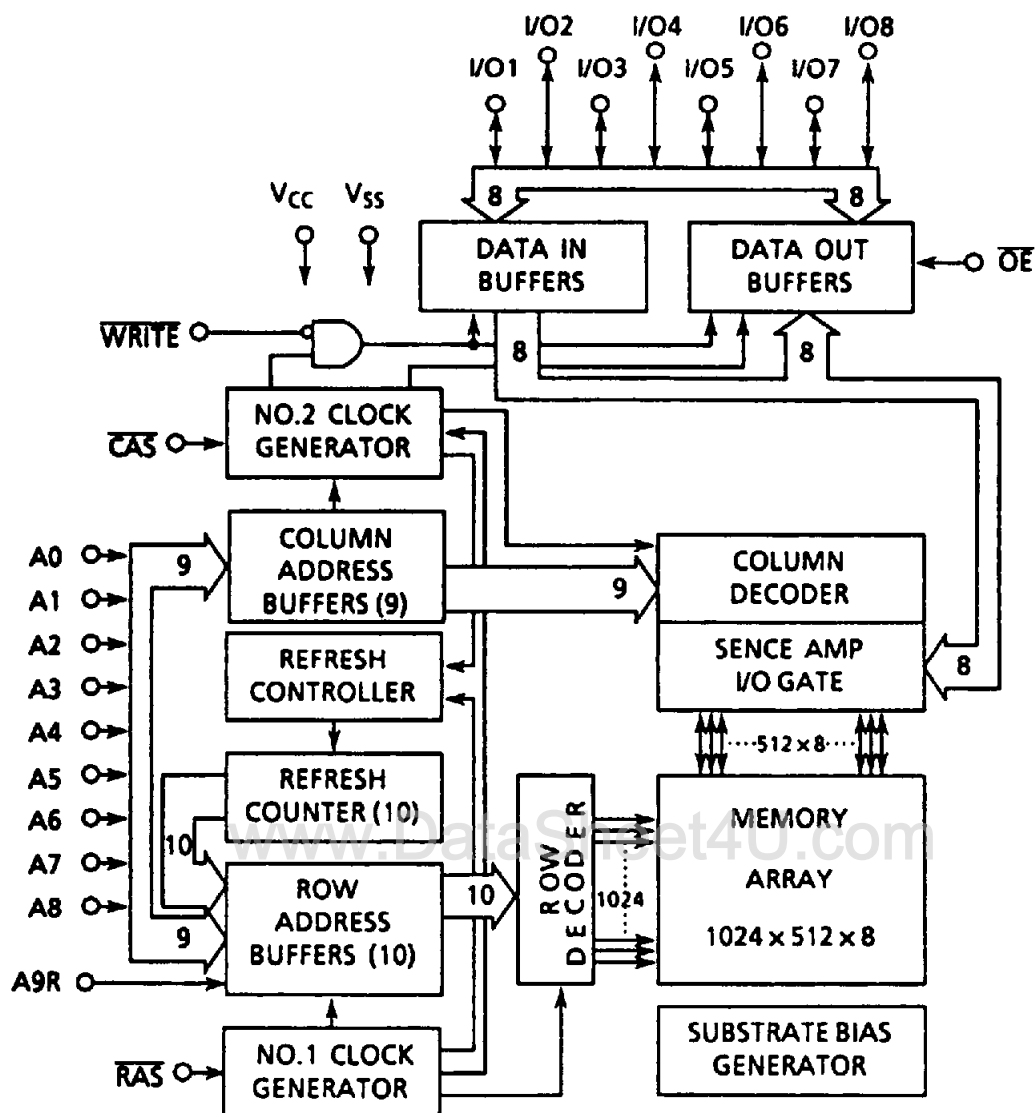 I/O2 I/O4 I/O6 I/O8
I/O1 I/O3 I/O5 I/O7
VCC VSS
8
DATA IN
BUFFERS
DATA OUT
BUFFERS
OE
WRITE
8
8
NO.2 CLOCK
GENERATOR
CAS
COLUMN
ADDRESS
BUFFERS (9)
A0
A1
A2
A3
A4
A5
A6
A7
A8
A9R
9
9
COLUMN
DECODER
SENCE AMP
I/O GATE
8
REFRESH
CONTROLLER
512 × 8
REFRESH
COUNTER (10)
10
ROW
ADDRESS
BUFFERS (10)
9
10
ROW
DECODER
1024
MEMORY
ARRAY
1024 × 512 × 8
www.DataSheet4U.com
RAS
NO.1 CLOCK
GENERATOR
SUBSTRATE BIAS
GENERATOR